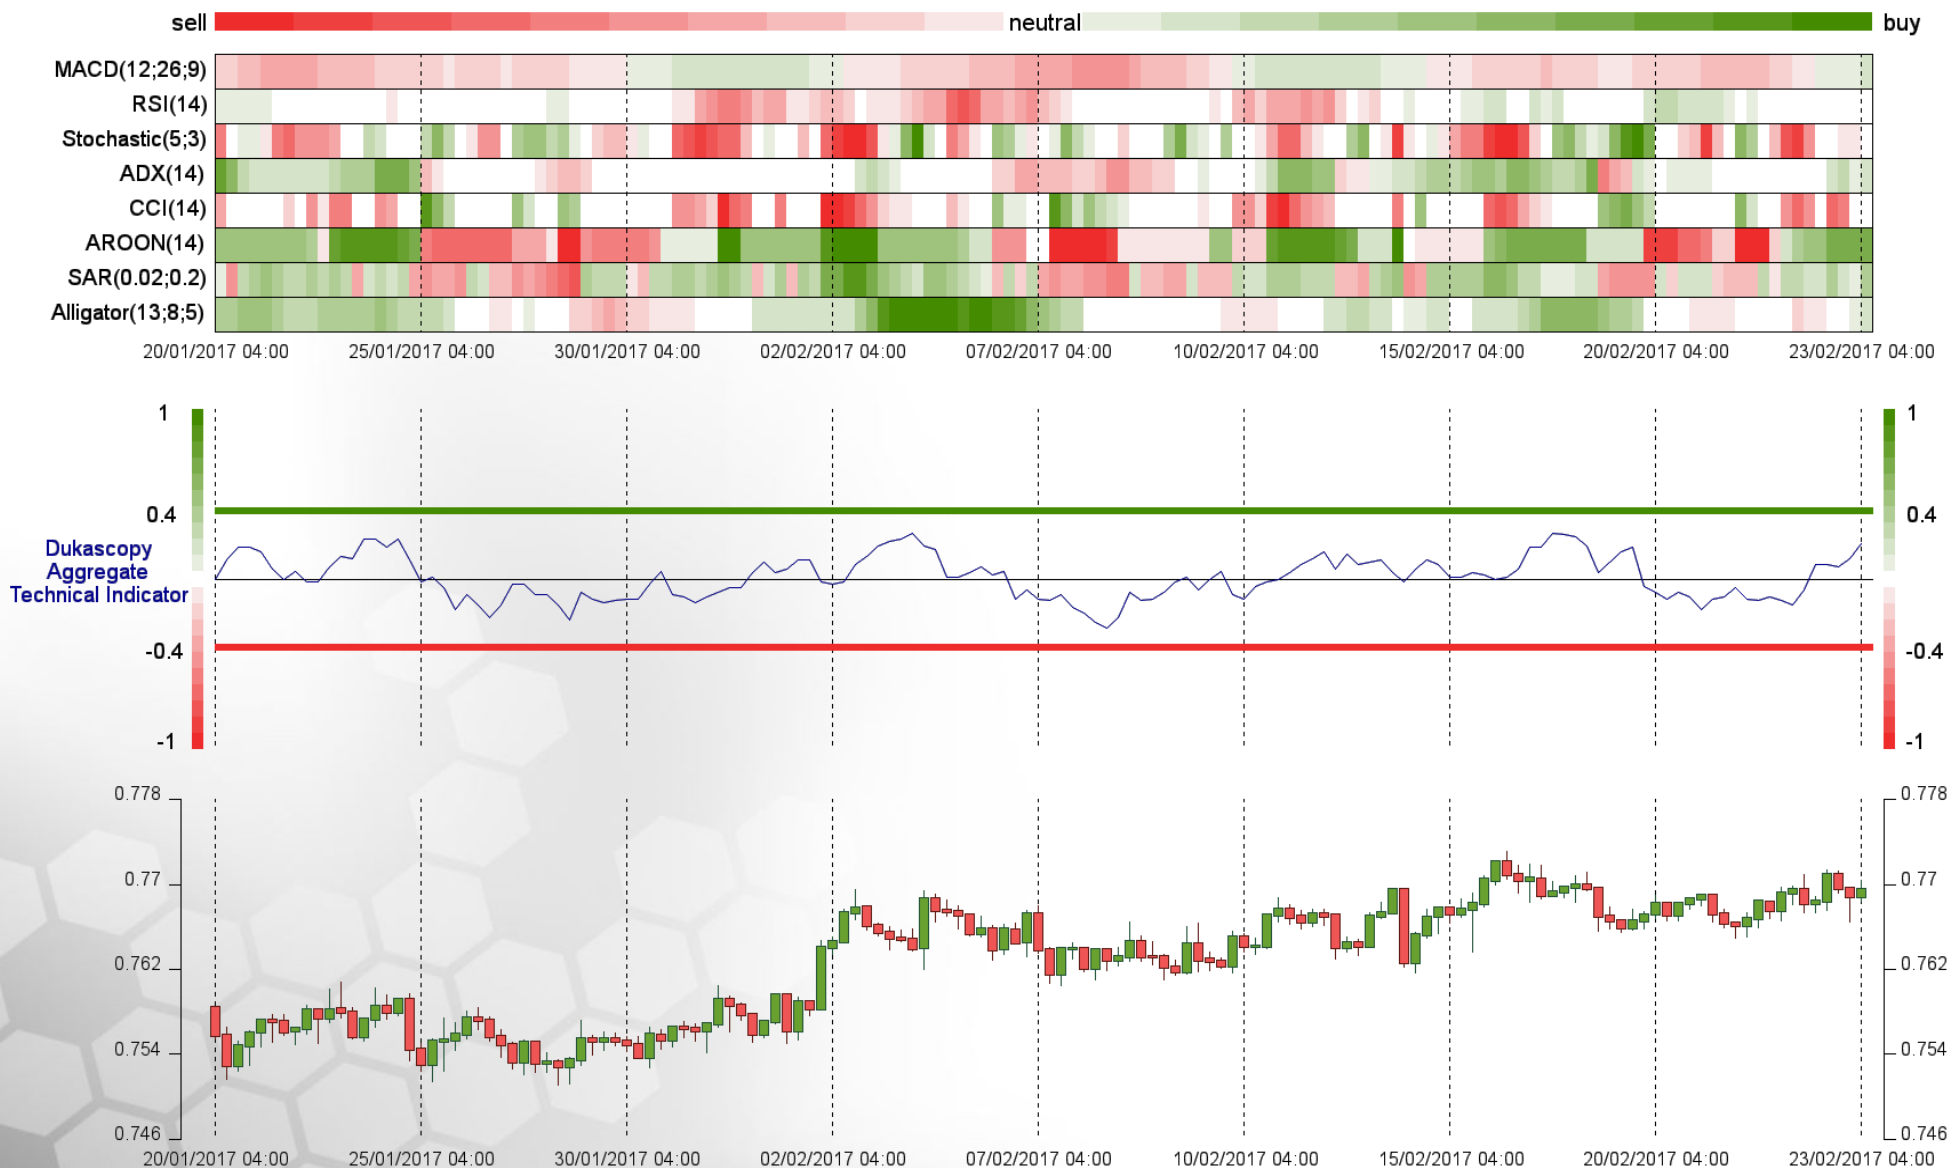 sell neutral buy
MACD(12;26;9)
RSI(14)
Stochastic(5;3)
ADX(14)
CCI(14)
AROON(14)
SAR(0.02;0.2)
Alligator(13;8;5)
20/01/2017 04:00 25/01/2017 04:00 30/01/2017 04:00 02/02/2017 04:00 07/02/2017 04:00 10/02/2017 04:00 15/02/2017 04:00 20/02/2017 04:00 23/02/2017 04:00
1 1
0.4 0.4
Dukascopy
Aggregate
Technical Indicator
-0.4 -0.4
-1 -1
0.778 0.778
0.77 0.77
0.762 0.762
0.754 0.754
0.746 0.746
20/01/2017 04:00 25/01/2017 04:00 30/01/2017 04:00 02/02/2017 04:00 07/02/2017 04:00 10/02/2017 04:00 15/02/2017 04:00 20/02/2017 04:00 23/02/2017 04:00